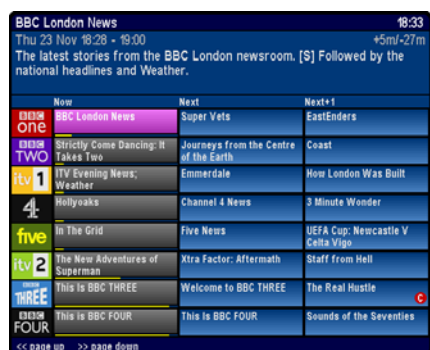 BBC London News 18:33
Thu 23 Nov 18:28 - 19:00 +5m/-27m
The latest stories from the BBC London newsroom. [S] Followed by the
national headlines and Weather.
Now Next Next+1
BBC one BBC London News Super Vets EastEnders
BBC TWO Strictly Come Dancing: It Takes Two Journeys from the Centre of the Earth Coast
itv 1 ITV Evening News; Weather Emmerdale How London Was Built
4 Hollyoaks Channel 4 News 3 Minute Wonder
five In The Grid Five News UEFA Cup: Newcastle V Celta Vigo
itv 2 The New Adventures of Superman Xtra Factor: Aftermath Staff from Hell
BBC THREE This Is BBC THREE Welcome to BBC THREE The Real Hustle C
BBC FOUR This is BBC FOUR This Is BBC FOUR Sounds of the Seventies
<< page up >> page down